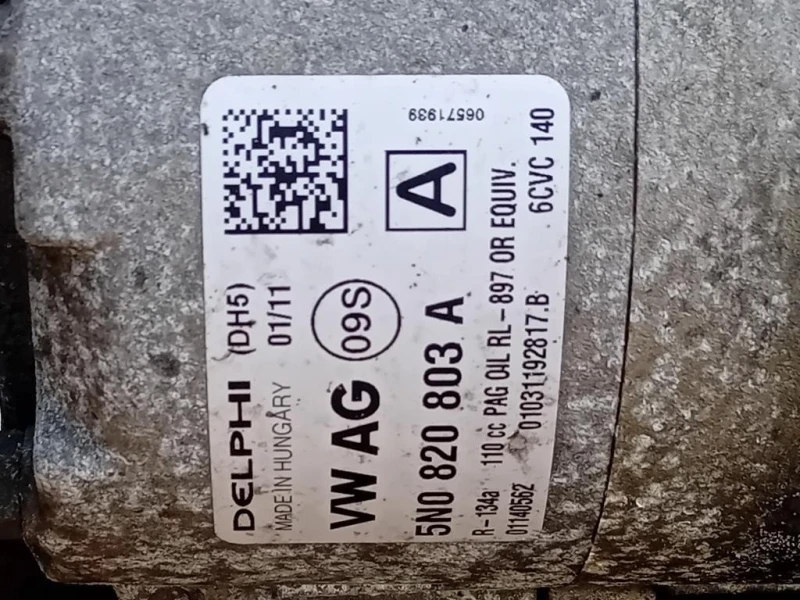 DELPHI (DH5)
MADE IN HUNGARY 01/11
VW AG 09S
5N0 820 803 A
A
R-134a 110 cc PAG OIL RL-897 OR EQUIV.
01140562 01031192817.B 6CVC 140
06571939